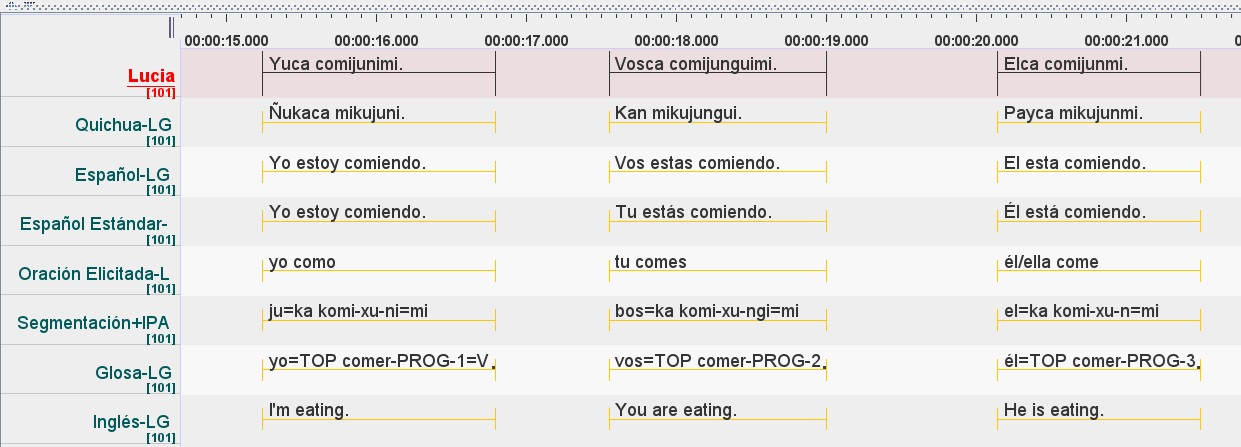 00:00:15.000 00:00:16.000 00:00:17.000 00:00:18.000 00:00:19.000 00:00:20.000 00:00:21.000
Lucia [101] Yuca comijunimi. Vosca comijunguimi. Elca comijunmi.
Quichua-LG [101] Ñukaca mikujuni. Kan mikujungui. Payca mikujunmi.
Español-LG [101] Yo estoy comiendo. Vos estas comiendo. El esta comiendo.
Español Estándar- [101] Yo estoy comiendo. Tu estás comiendo. Él está comiendo.
Oración Elicitada-L [101] yo como tu comes él/ella come
Segmentación+IPA [101] ju=ka komi-xu-ni=mi bos=ka komi-xu-ngi=mi el=ka komi-xu-n=mi
Glosa-LG [101] yo=TOP comer-PROG-1=V. vos=TOP comer-PROG-2. él=TOP comer-PROG-3.
Inglés-LG [101] I'm eating. You are eating. He is eating.